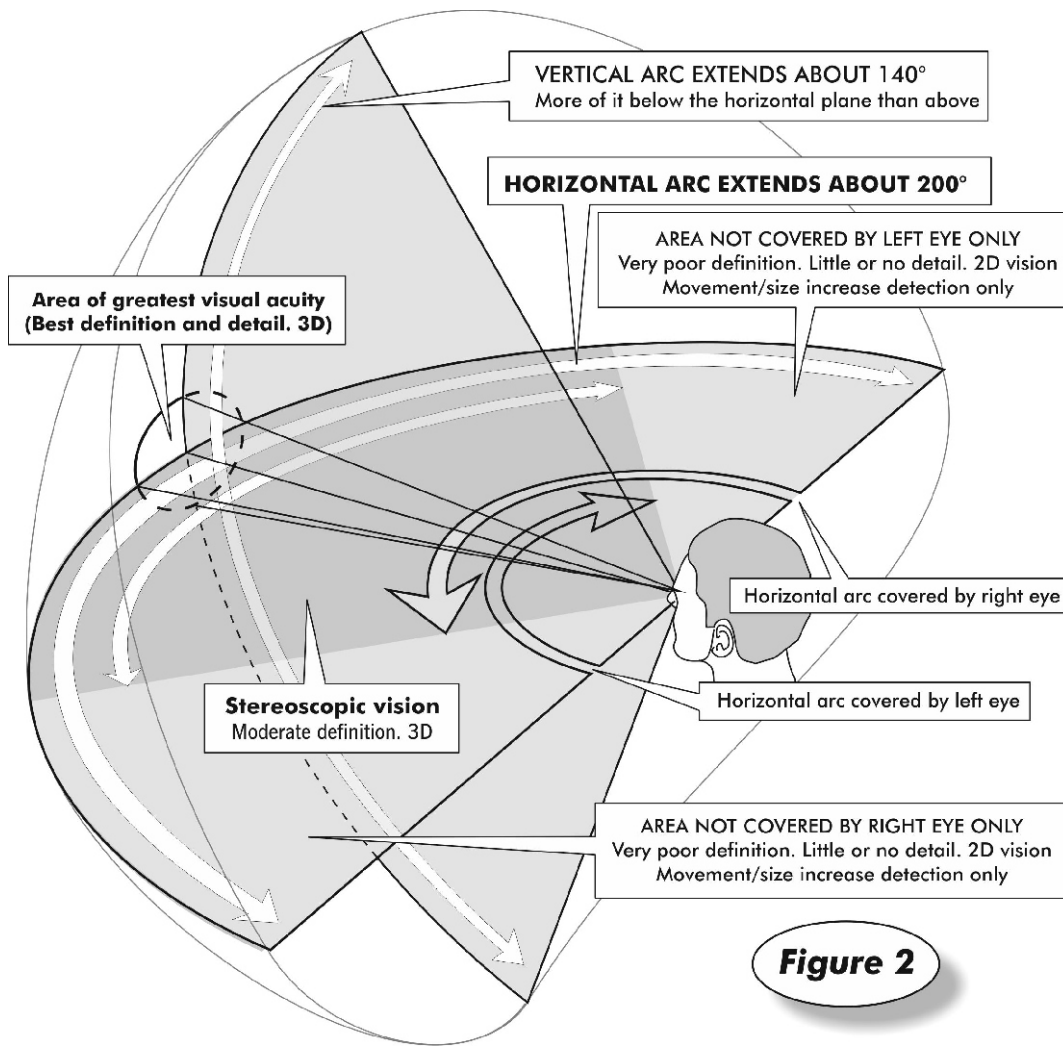 VERTICAL ARC EXTENDS ABOUT 140°
More of it below the horizontal plane than above
HORIZONTAL ARC EXTENDS ABOUT 200°
AREA NOT COVERED BY LEFT EYE ONLY
Very poor definition. Little or no detail. 2D vision
Movement/size increase detection only
Area of greatest visual acuity
(Best definition and detail. 3D)
Horizontal arc covered by right eye
Horizontal arc covered by left eye
Stereoscopic vision
Moderate definition. 3D
AREA NOT COVERED BY RIGHT EYE ONLY
Very poor definition. Little or no detail. 2D vision
Movement/size increase detection only
Figure 2